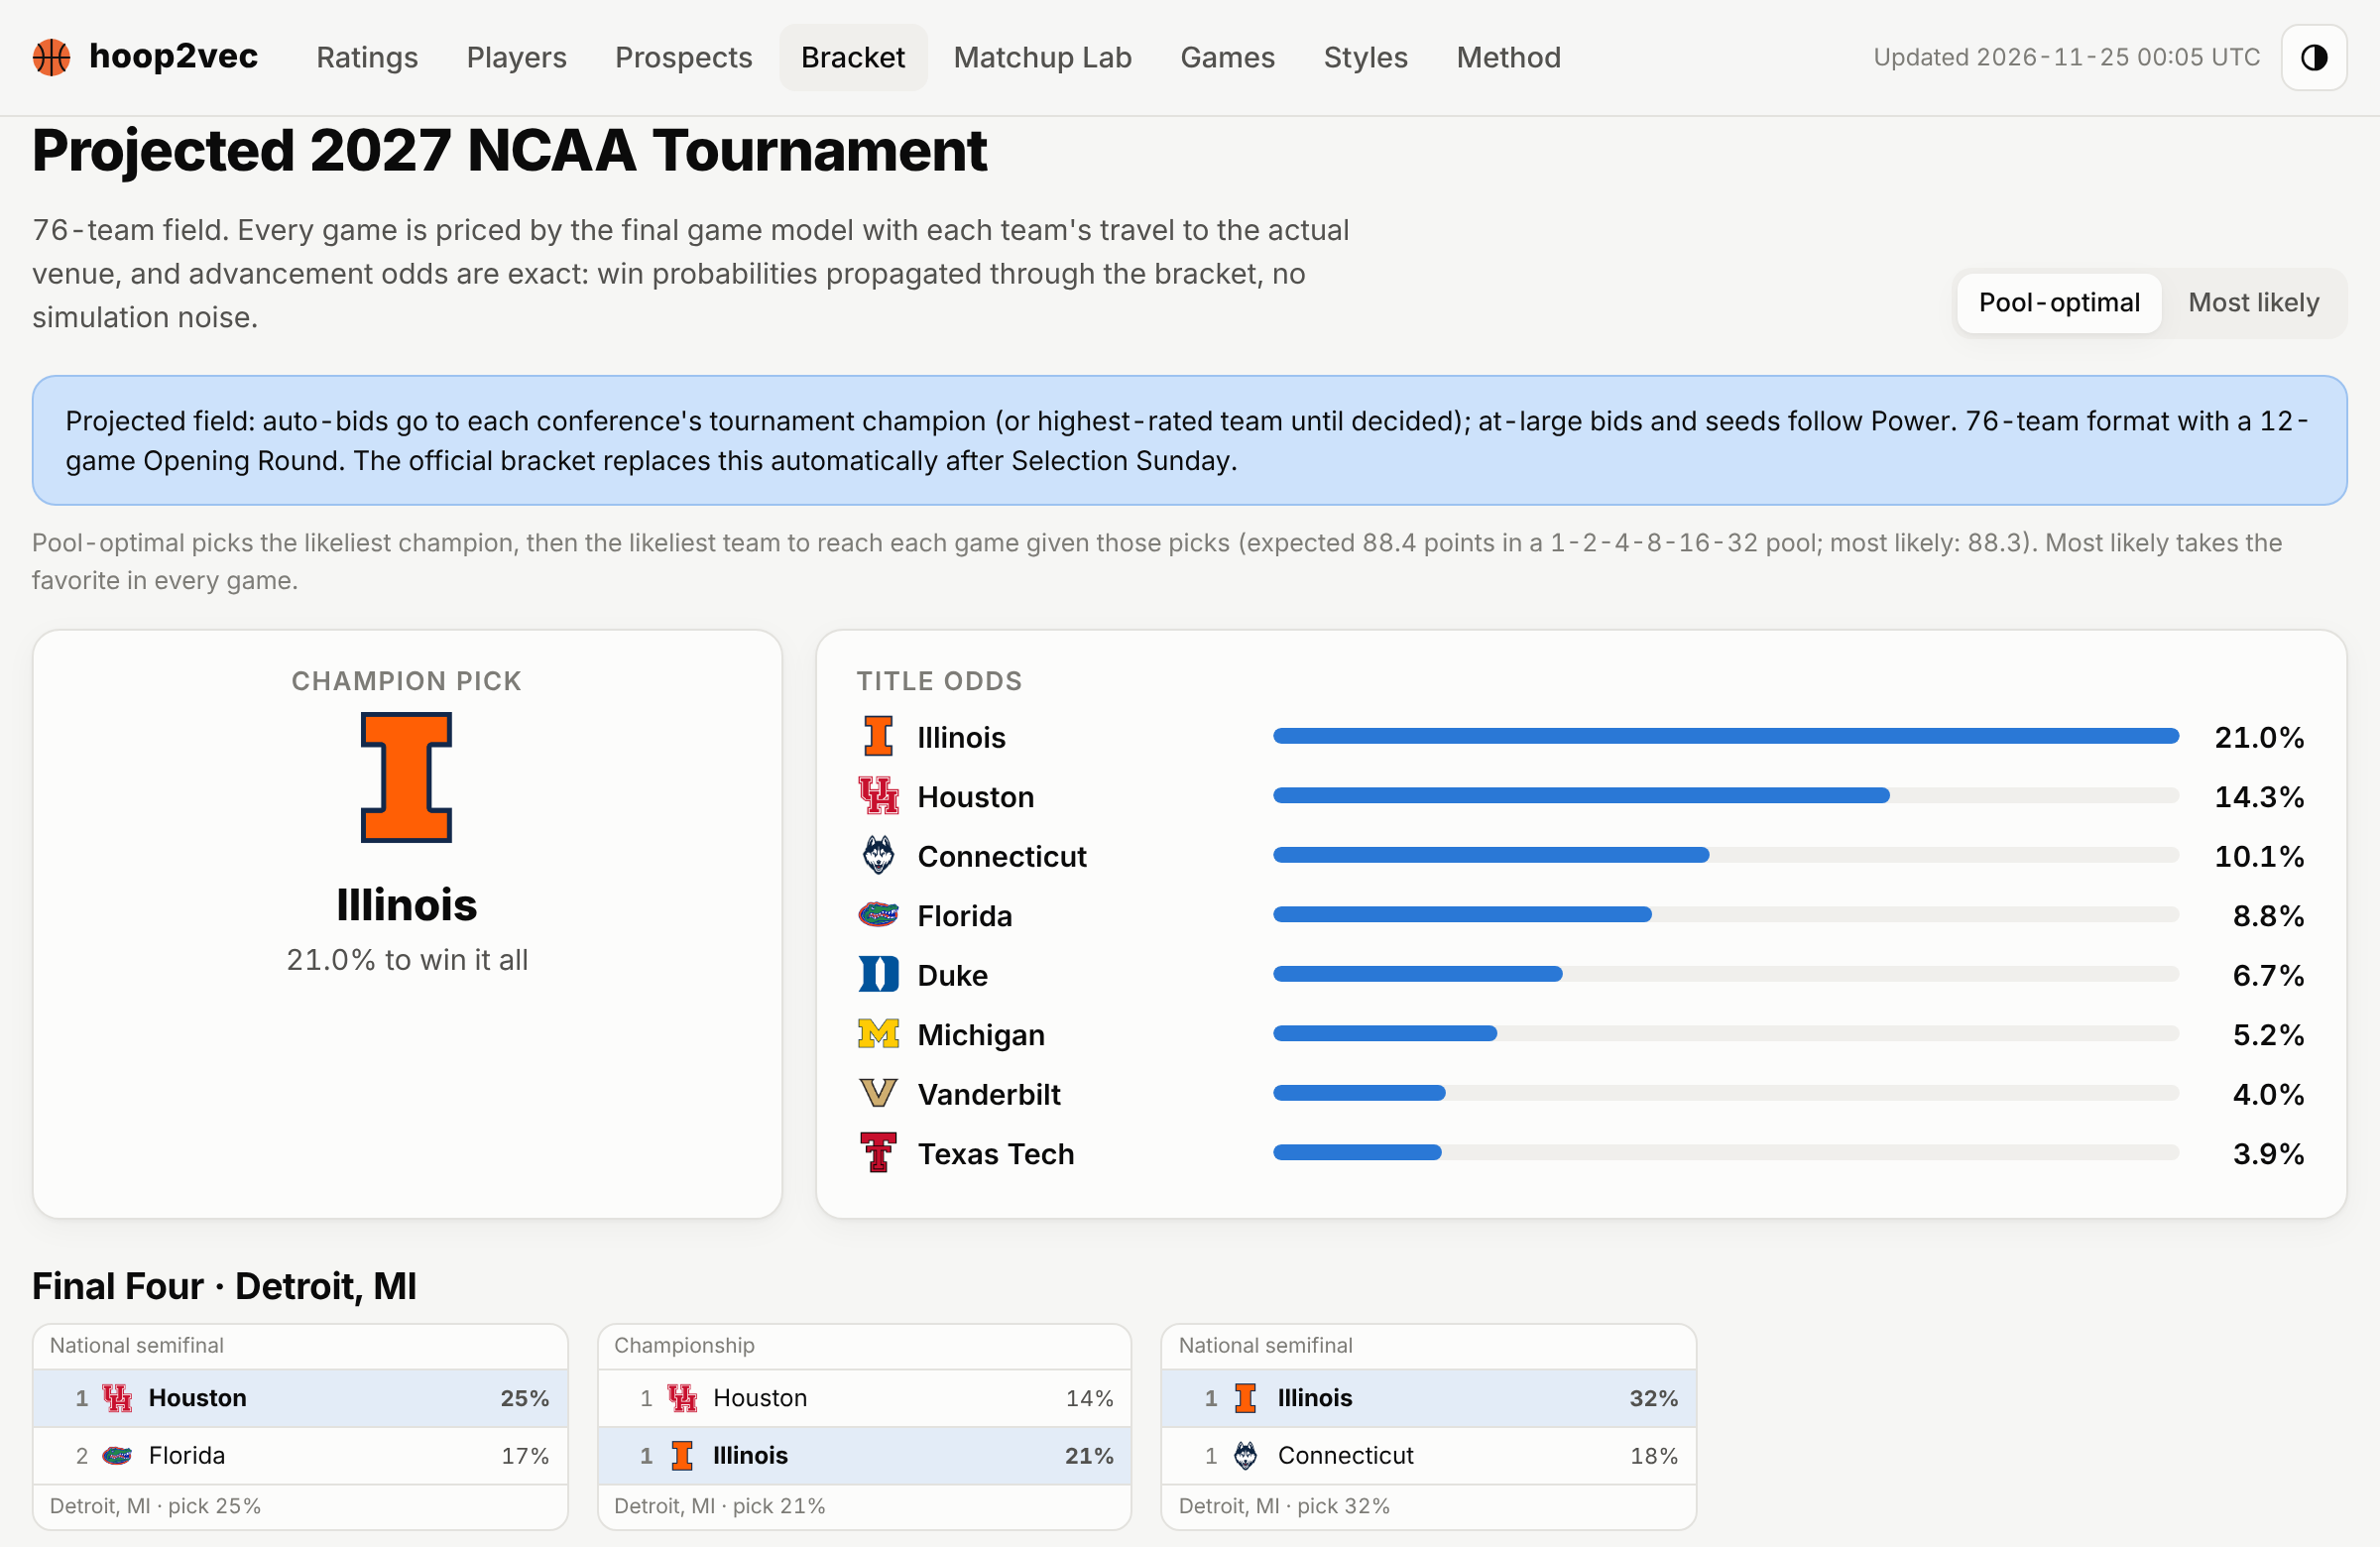 hoop2vec Ratings Players Prospects Bracket Matchup Lab Games Styles Method Updated 2026-11-25 00:05 UTC
Projected 2027 NCAA Tournament
76-team field. Every game is priced by the final game model with each team's travel to the actual
venue, and advancement odds are exact: win probabilities propagated through the bracket, no
simulation noise.
Pool-optimal Most likely
Projected field: auto-bids go to each conference's tournament champion (or highest-rated team until decided); at-large bids and seeds follow Power. 76-team format with a 12-
game Opening Round. The official bracket replaces this automatically after Selection Sunday.
Pool-optimal picks the likeliest champion, then the likeliest team to reach each game given those picks (expected 88.4 points in a 1-2-4-8-16-32 pool; most likely: 88.3). Most likely takes the
favorite in every game.
CHAMPION PICK
Illinois
21.0% to win it all
TITLE ODDS
Illinois 21.0%
Houston 14.3%
Connecticut 10.1%
Florida 8.8%
Duke 6.7%
Michigan 5.2%
Vanderbilt 4.0%
Texas Tech 3.9%
Final Four · Detroit, MI
National semifinal
1 Houston 25%
2 Florida 17%
Detroit, MI · pick 25%
Championship
1 Houston 14%
1 Illinois 21%
Detroit, MI · pick 21%
National semifinal
1 Illinois 32%
1 Connecticut 18%
Detroit, MI · pick 32%